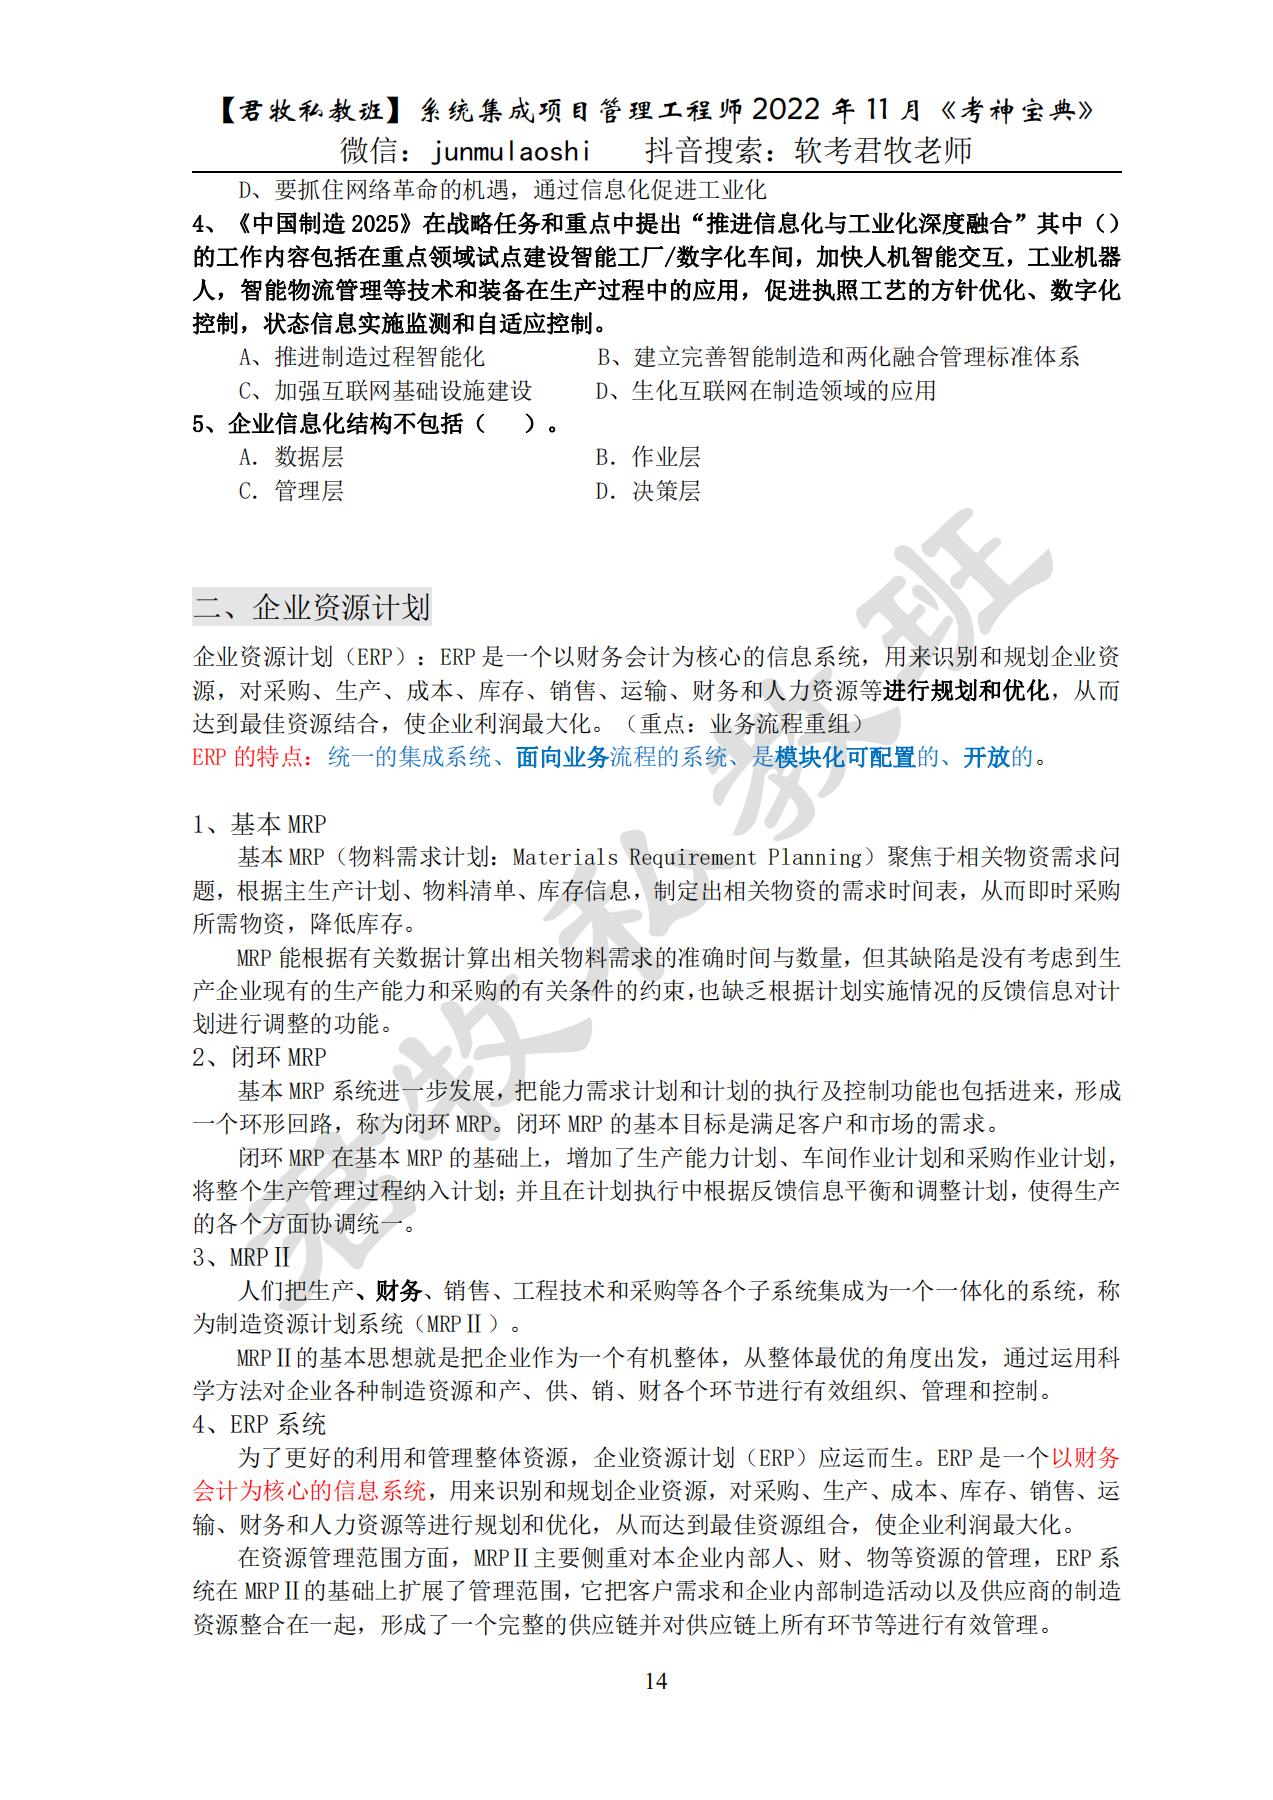 【君牧私教班】系统集成项目管理工程师 2022 年 11 月《考神宝典》
微信：junmulaoshi 抖音搜索：软考君牧老师
D、要抓住网络革命的机遇，通过信息化促进工业化
4、《中国制造 2025》在战略任务和重点中提出“推进信息化与工业化深度融合”其中（）
的工作内容包括在重点领域试点建设智能工厂/数字化车间，加快人机智能交互，工业机器
人，智能物流管理等技术和装备在生产过程中的应用，促进执照工艺的方针优化、数字化
控制，状态信息实施监测和自适应控制。
A、推进制造过程智能化 B、建立完善智能制造和两化融合管理标准体系
C、加强互联网基础设施建设 D、生化互联网在制造领域的应用
5、企业信息化结构不包括（ ）。
A．数据层 B．作业层
C．管理层 D．决策层
二、企业资源计划
企业资源计划（ERP）：ERP 是一个以财务会计为核心的信息系统，用来识别和规划企业资
源，对采购、生产、成本、库存、销售、运输、财务和人力资源等进行规划和优化，从而
达到最佳资源结合，使企业利润最大化。（重点：业务流程重组）
ERP 的特点：统一的集成系统、面向业务流程的系统、是模块化可配置的、开放的。
1、基本 MRP
基本 MRP（物料需求计划：Materials Requirement Planning）聚焦于相关物资需求问
题，根据主生产计划、物料清单、库存信息，制定出相关物资的需求时间表，从而即时采购
所需物资，降低库存。
MRP 能根据有关数据计算出相关物料需求的准确时间与数量，但其缺陷是没有考虑到生
产企业现有的生产能力和采购的有关条件的约束，也缺乏根据计划实施情况的反馈信息对计
划进行调整的功能。
2、闭环 MRP
基本 MRP 系统进一步发展，把能力需求计划和计划的执行及控制功能也包括进来，形成
一个环形回路，称为闭环 MRP。闭环 MRP 的基本目标是满足客户和市场的需求。
闭环 MRP 在基本 MRP 的基础上，增加了生产能力计划、车间作业计划和采购作业计划，
将整个生产管理过程纳入计划；并且在计划执行中根据反馈信息平衡和调整计划，使得生产
的各个方面协调统一。
3、MRPⅡ
人们把生产、财务、销售、工程技术和采购等各个子系统集成为一个一体化的系统，称
为制造资源计划系统（MRPⅡ）。
MRPⅡ的基本思想就是把企业作为一个有机整体，从整体最优的角度出发，通过运用科
学方法对企业各种制造资源和产、供、销、财各个环节进行有效组织、管理和控制。
4、ERP 系统
为了更好的利用和管理整体资源，企业资源计划（ERP）应运而生。ERP 是一个以财务
会计为核心的信息系统，用来识别和规划企业资源，对采购、生产、成本、库存、销售、运
输、财务和人力资源等进行规划和优化，从而达到最佳资源组合，使企业利润最大化。
在资源管理范围方面，MRPⅡ主要侧重对本企业内部人、财、物等资源的管理，ERP 系
统在 MRPⅡ的基础上扩展了管理范围，它把客户需求和企业内部制造活动以及供应商的制造
资源整合在一起，形成了一个完整的供应链并对供应链上所有环节等进行有效管理。
14
君牧私教班